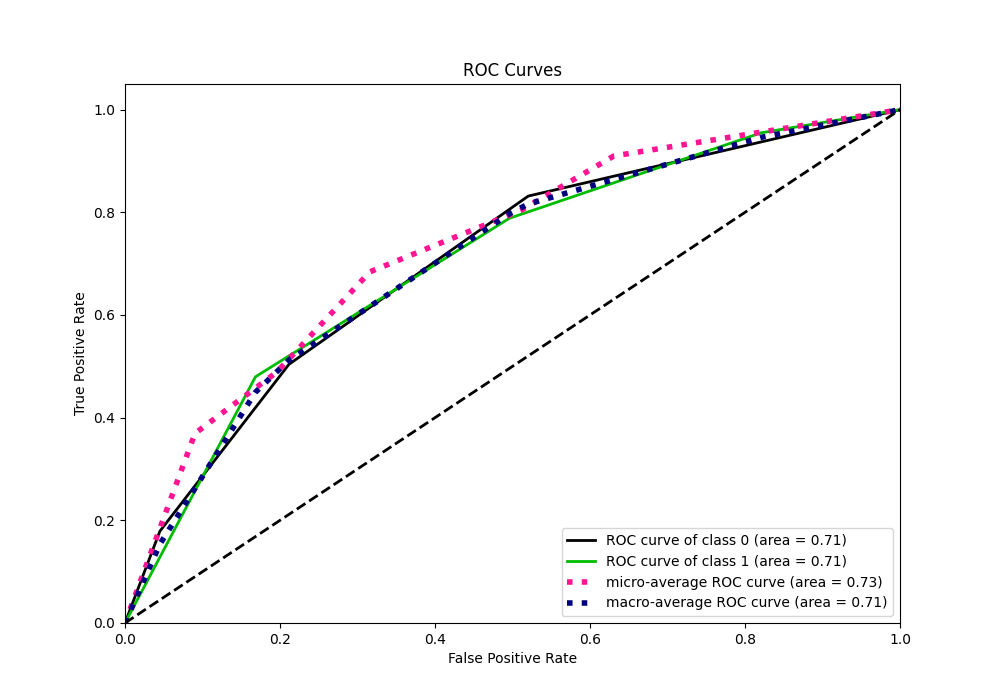 ROC Curves
True Positive Rate
1.0
0.8
0.6
0.4
0.2
0.0
0.0 0.2 0.4 0.6 0.8 1.0
False Positive Rate
ROC curve of class 0 (area = 0.71)
ROC curve of class 1 (area = 0.71)
micro-average ROC curve (area = 0.73)
macro-average ROC curve (area = 0.71)